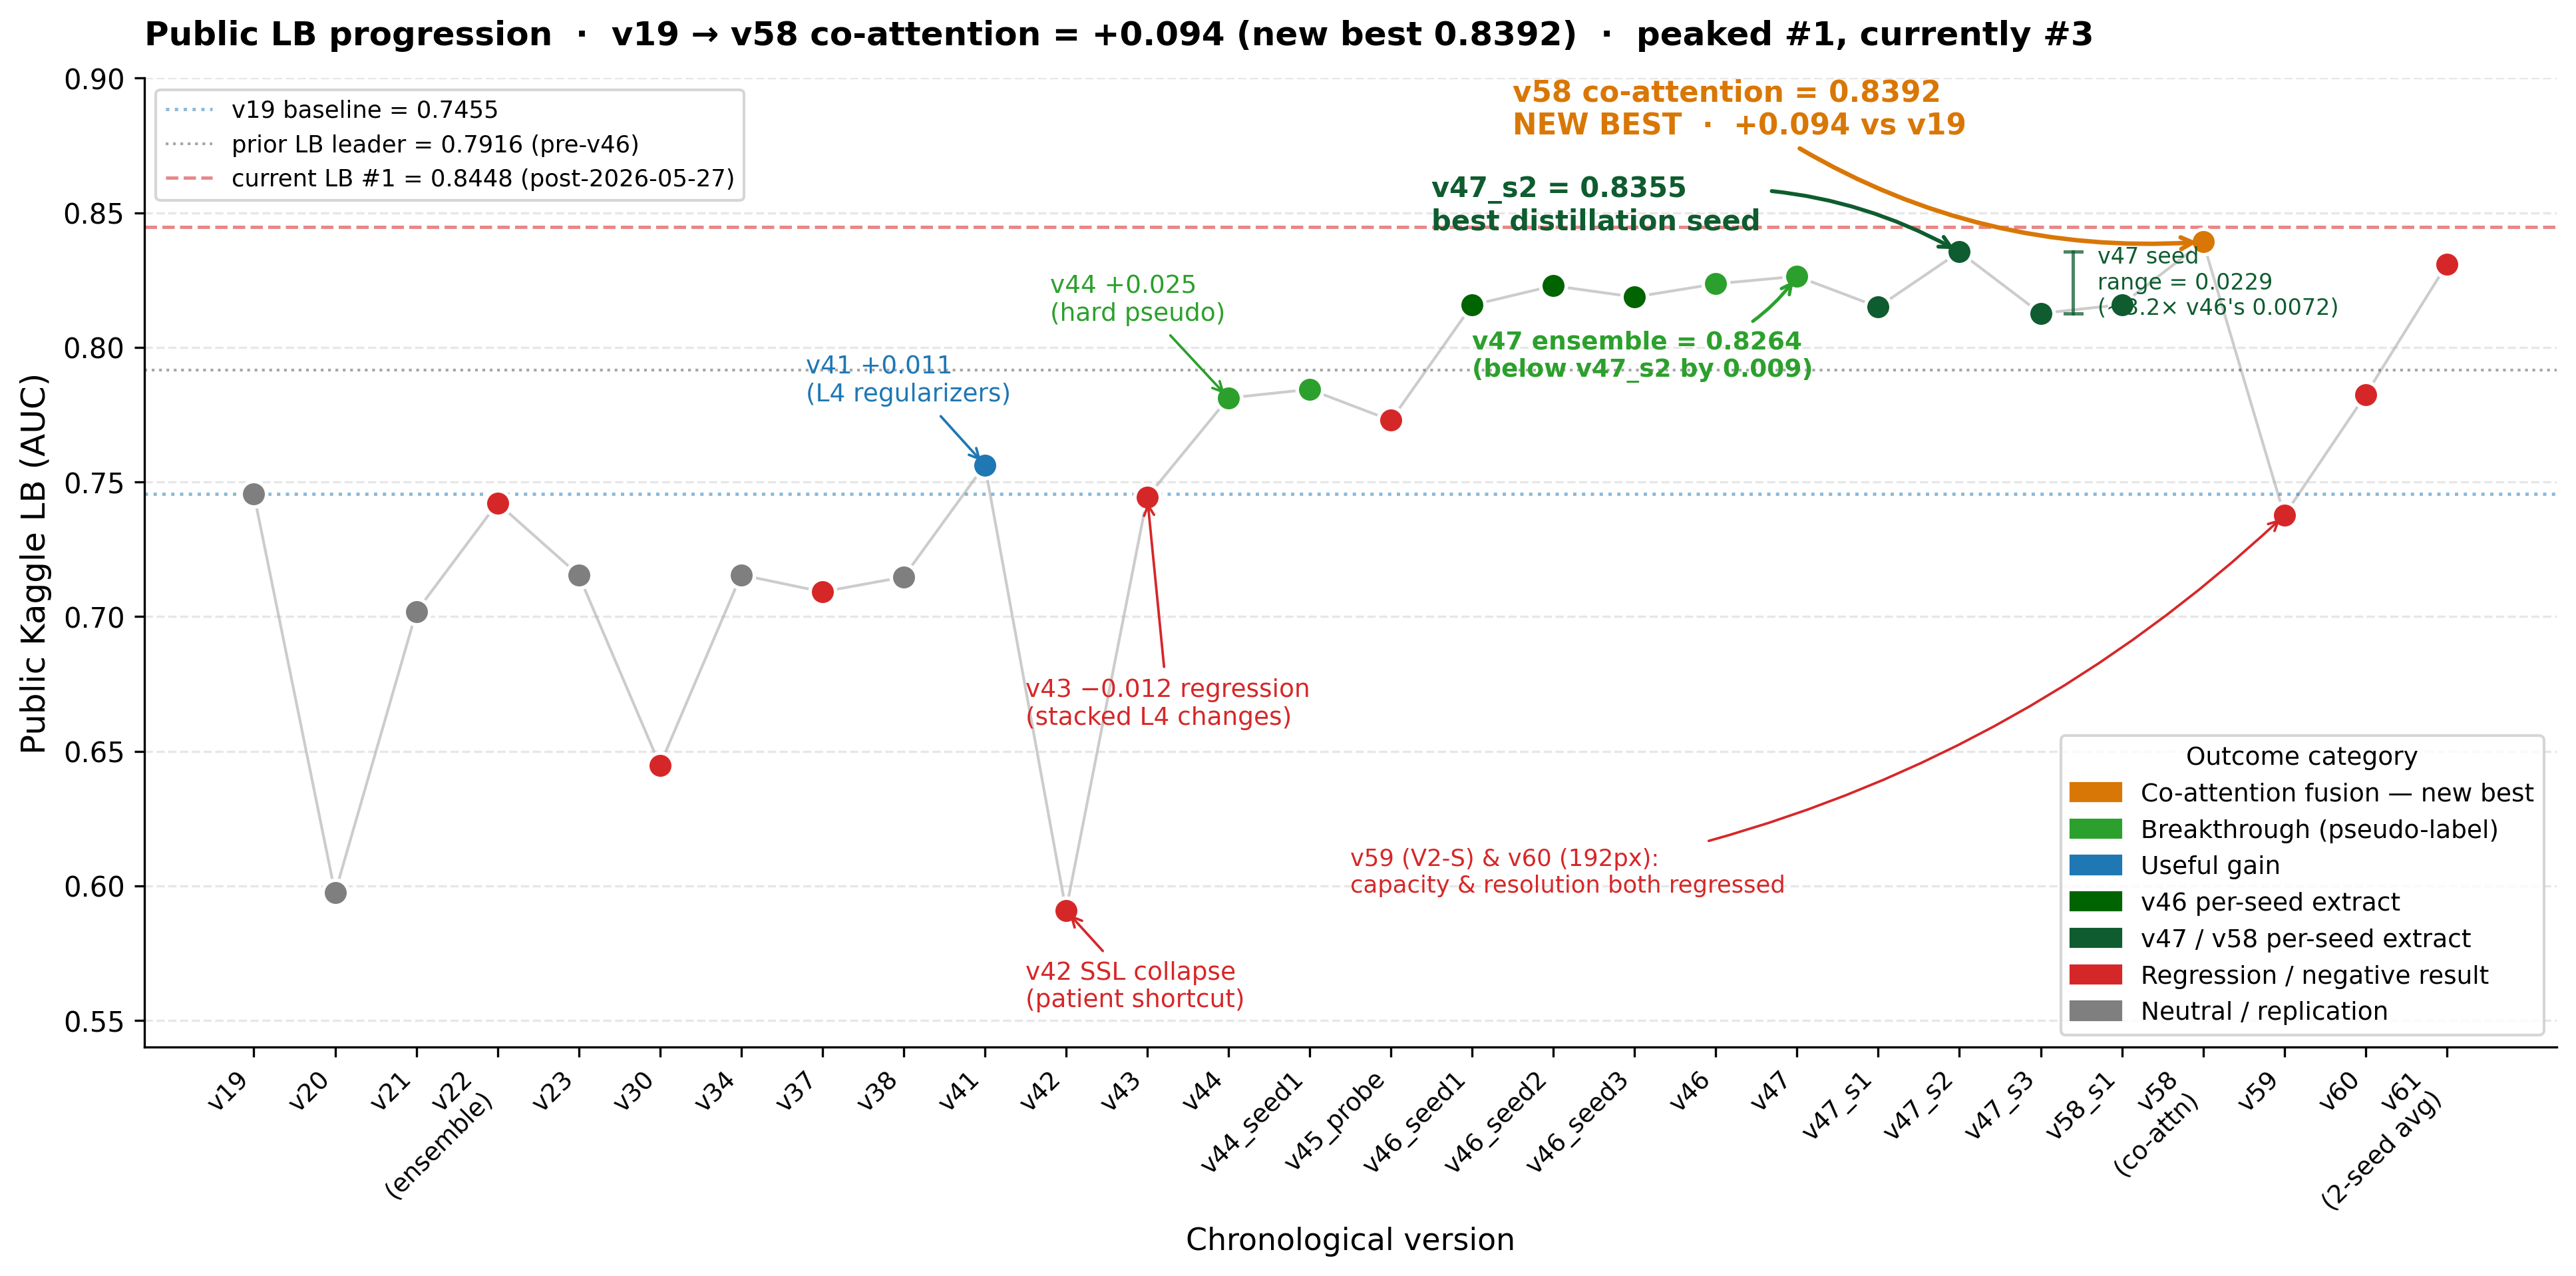 Public LB progression · v19 → v58 co-attention = +0.094 (new best 0.8392) · peaked #1, currently #3
Public Kaggle LB (AUC)
0.90
0.85
0.80
0.75
0.70
0.65
0.60
0.55
v19 baseline = 0.7455
prior LB leader = 0.7916 (pre-v46)
current LB #1 = 0.8448 (post-2026-05-27)
v58 co-attention = 0.8392
NEW BEST · +0.094 vs v19
v47_s2 = 0.8355
best distillation seed
v47 seed
range = 0.0229
3.2× v46's 0.0072)
v44 +0.025
(hard pseudo)
v47 ensemble = 0.8264
(below v47_s2 by 0.009)
v41 +0.011
(L4 regularizers)
v43 −0.012 regression
(stacked L4 changes)
v59 (V2-S) & v60 (192px):
capacity & resolution both regressed
v42 SSL collapse
(patient shortcut)
Outcome category
Co-attention fusion — new best
Breakthrough (pseudo-label)
Useful gain
v46 per-seed extract
v47 / v58 per-seed extract
Regression / negative result
Neutral / replication
v19
v20
v21
v22
(ensemble)
v23
v30
v34
v37
v38
v41
v42
v43
v44
v44_seed1
v45_probe
v46_seed1
v46_seed2
v46_seed3
v46
v47
v47_s1
v47_s2
v47_s3
v58_s1
v58
(co-attn)
v59
v60
v61
(2-seed avg)
Chronological version